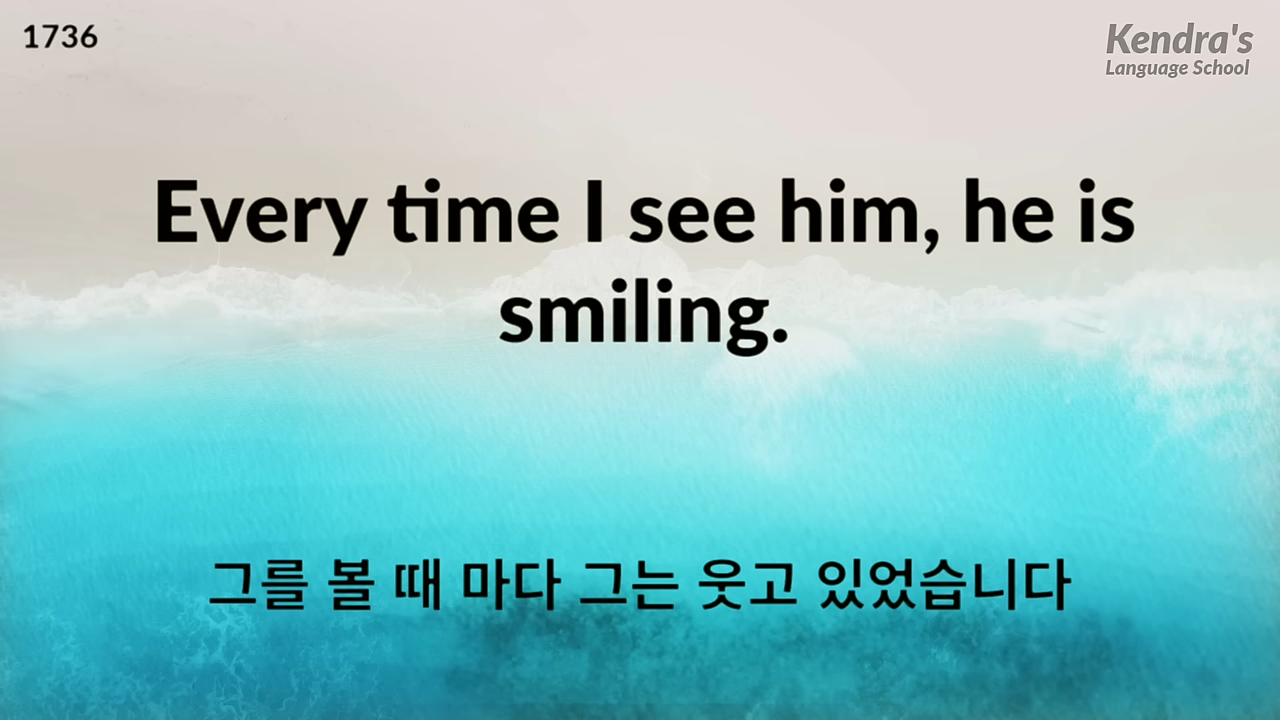 1736
Kendra's
Language School
Every time I see him, he is
smiling.
그를 볼 때 마다 그는 웃고 있었습니다